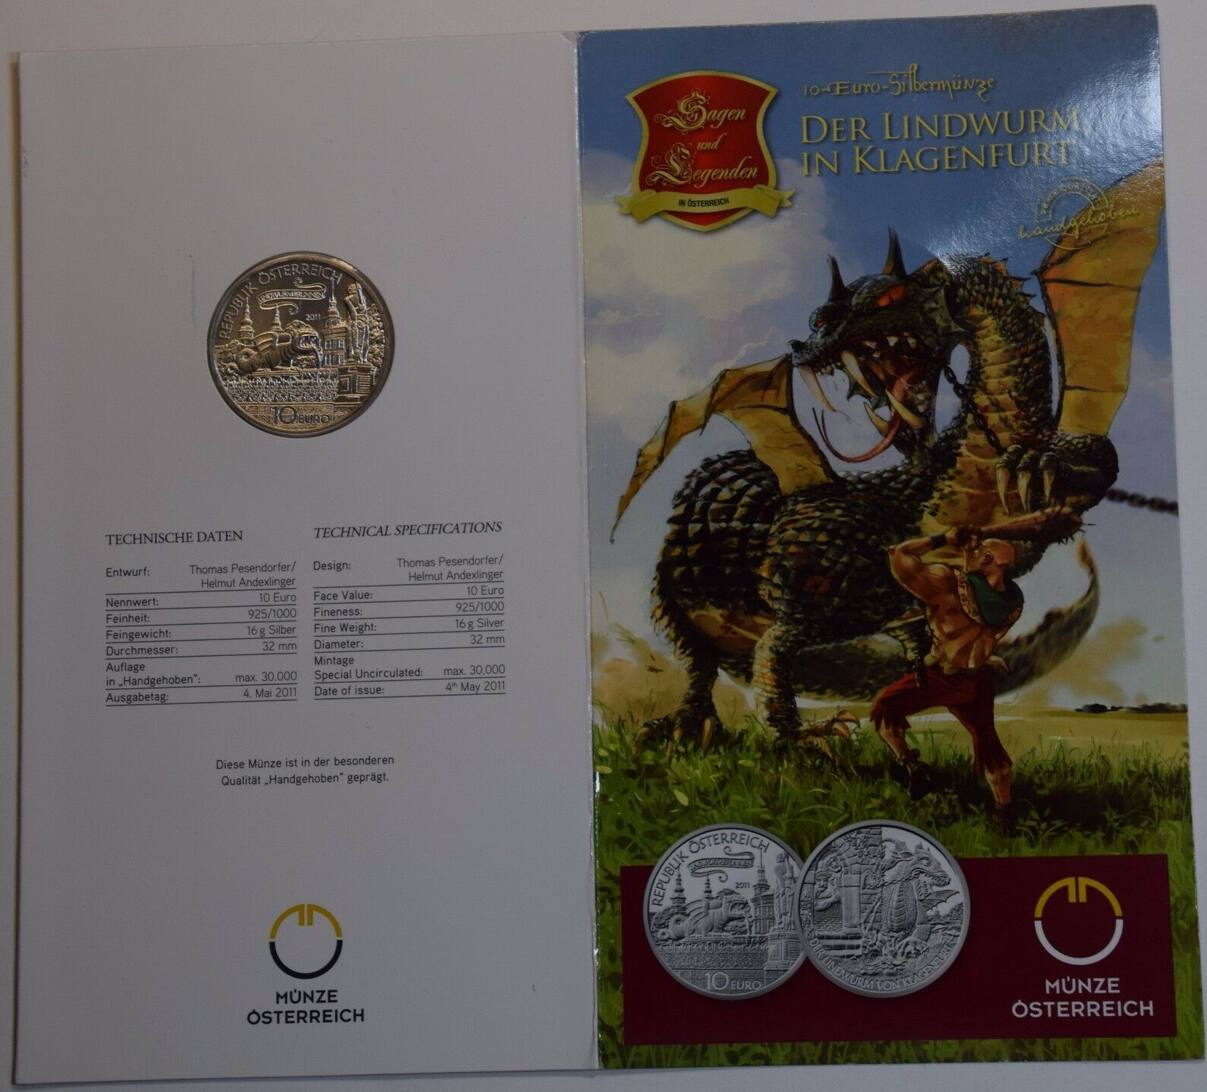 REPUBLIK ÖSTERREICH
LINDWURMBRUNNEN
2011
10 EURO
TECHNISCHE DATEN
Entwurf: Thomas Pesendorfer/
Helmut Andexlinger
Nennwert: 10 Euro
Feinheit: 925/1000
Feingewicht: 16 g Silber
Durchmesser: 32 mm
Auflage
in „Handgehoben“: max. 30.000
Ausgabetag: 4. Mai 2011
TECHNICAL SPECIFICATIONS
Design: Thomas Pesendorfer/
Helmut Andexlinger
Face Value: 10 Euro
Fineness: 925/1000
Fine Weight: 16 g Silver
Diameter: 32 mm
Mintage
Special Uncirculated: max. 30,000
Date of issue: 4th May 2011
Diese Münze ist in der besonderen
Qualität „Handgehoben“ geprägt.
MÜNZE
ÖSTERREICH
Sagen
und
Legenden
IN ÖSTERREICH
10-Euro-Silbermünze
DER LINDWURM
IN KLAGENFURT
handgehoben
REPUBLIK ÖSTERREICH
2011
10 EURO
DER LINDWURM VON KLAGENFURT
MÜNZE
ÖSTERREICH